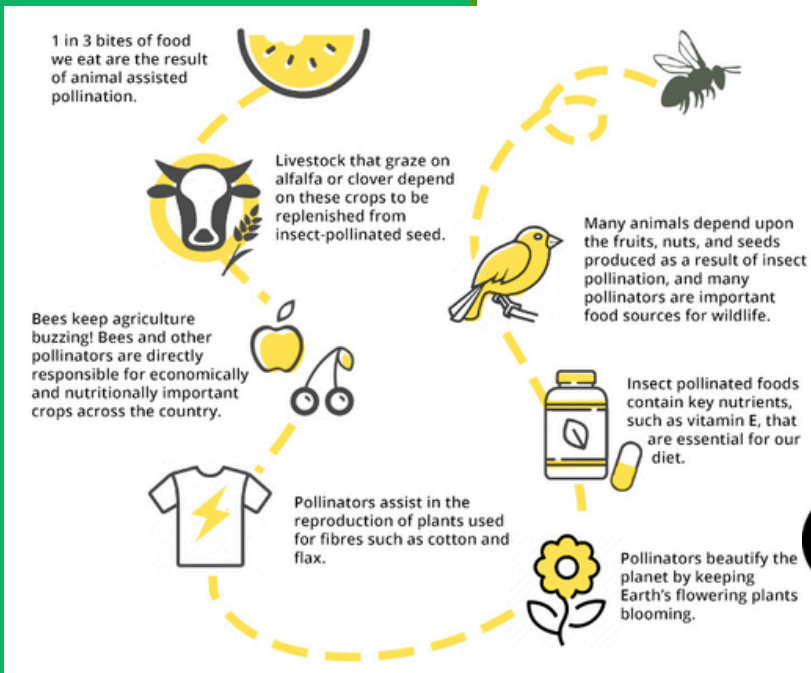 1 in 3 bites of food
we eat are the result
of animal assisted
pollination.
Livestock that graze on
alfalfa or clover depend
on these crops to be
replenished from
insect-pollinated seed.
Bees keep agriculture
buzzing! Bees and other
pollinators are directly
responsible for economically
and nutritionally important
crops across the country.
Pollinators assist in the
reproduction of plants used
for fibres such as cotton and
flax.
Many animals depend upon
the fruits, nuts, and seeds
produced as a result of insect
pollination, and many
pollinators are important
food sources for wildlife.
Insect pollinated foods
contain key nutrients,
such as vitamin E, that
are essential for our
diet.
Pollinators beautify the
planet by keeping
Earth's flowering plants
blooming.